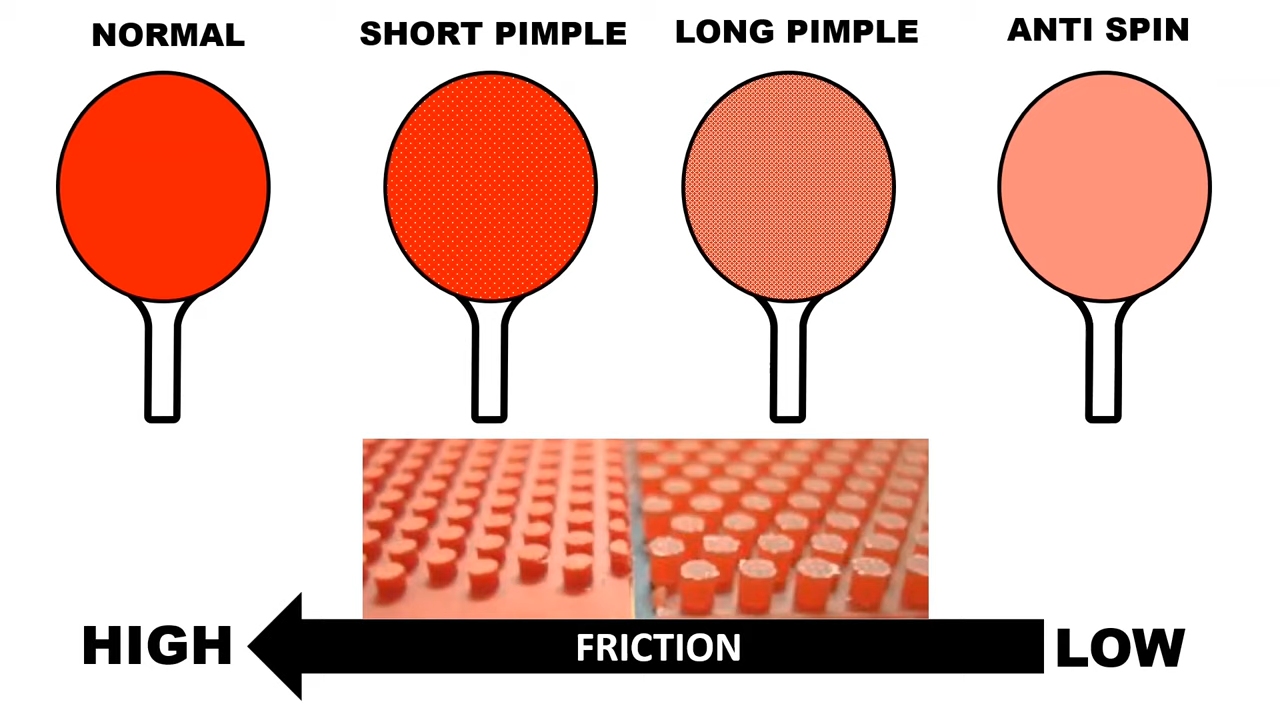 NORMAL
SHORT PIMPLE
LONG PIMPLE
ANTI SPIN
HIGH
FRICTION
LOW